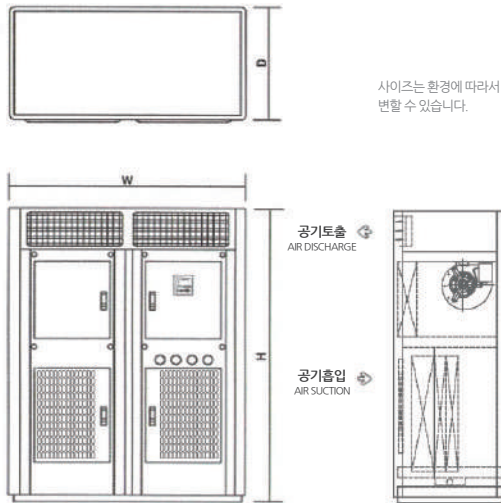 D
사이즈는 환경에 따라서
변할 수 있습니다.
W
공기토출
AIR DISCHARGE
H
공기흡입
AIR SUCTION